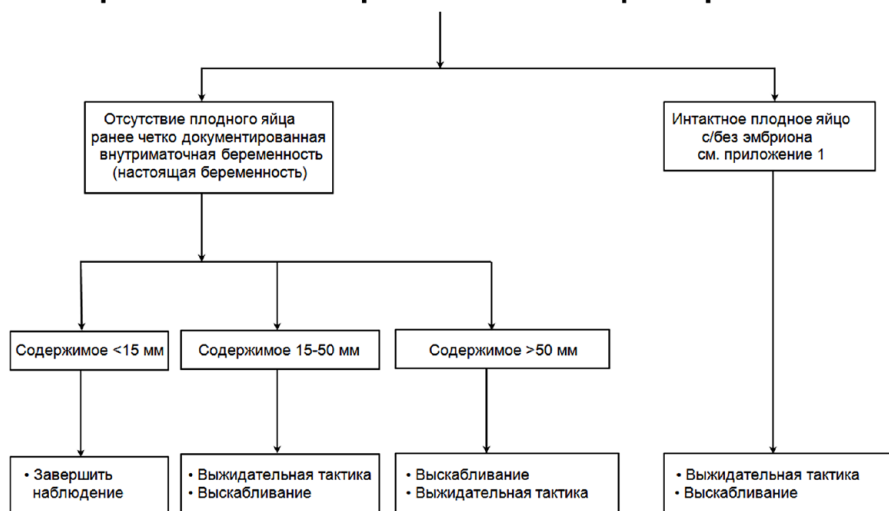 Отсутствие плодного яйца
ранее четко документированная
внутриматочная беременность
(настоящая беременность)
Интактное плодное яйцо
с/без эмбриона
см. приложение 1
Содержимое <15 мм
Содержимое 15-50 мм
Содержимое >50 мм
• Завершить
наблюдение
• Выжидательная тактика
• Выскабливание
• Выскабливание
• Выжидательная тактика
• Выжидательная тактика
• Выскабливание